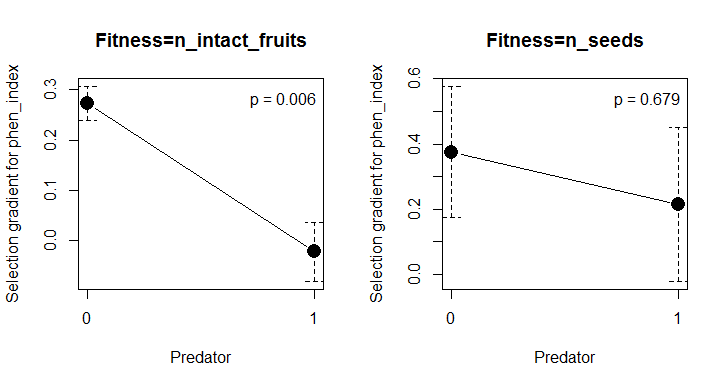 Fitness=n_intact_fruits
Selection gradient for phen_index
0.3
0.2
0.1
0.0
p = 0.006
0
1
Predator
Fitness=n_seeds
Selection gradient for phen_index
0.6
0.4
0.2
0.0
p = 0.679
0
1
Predator